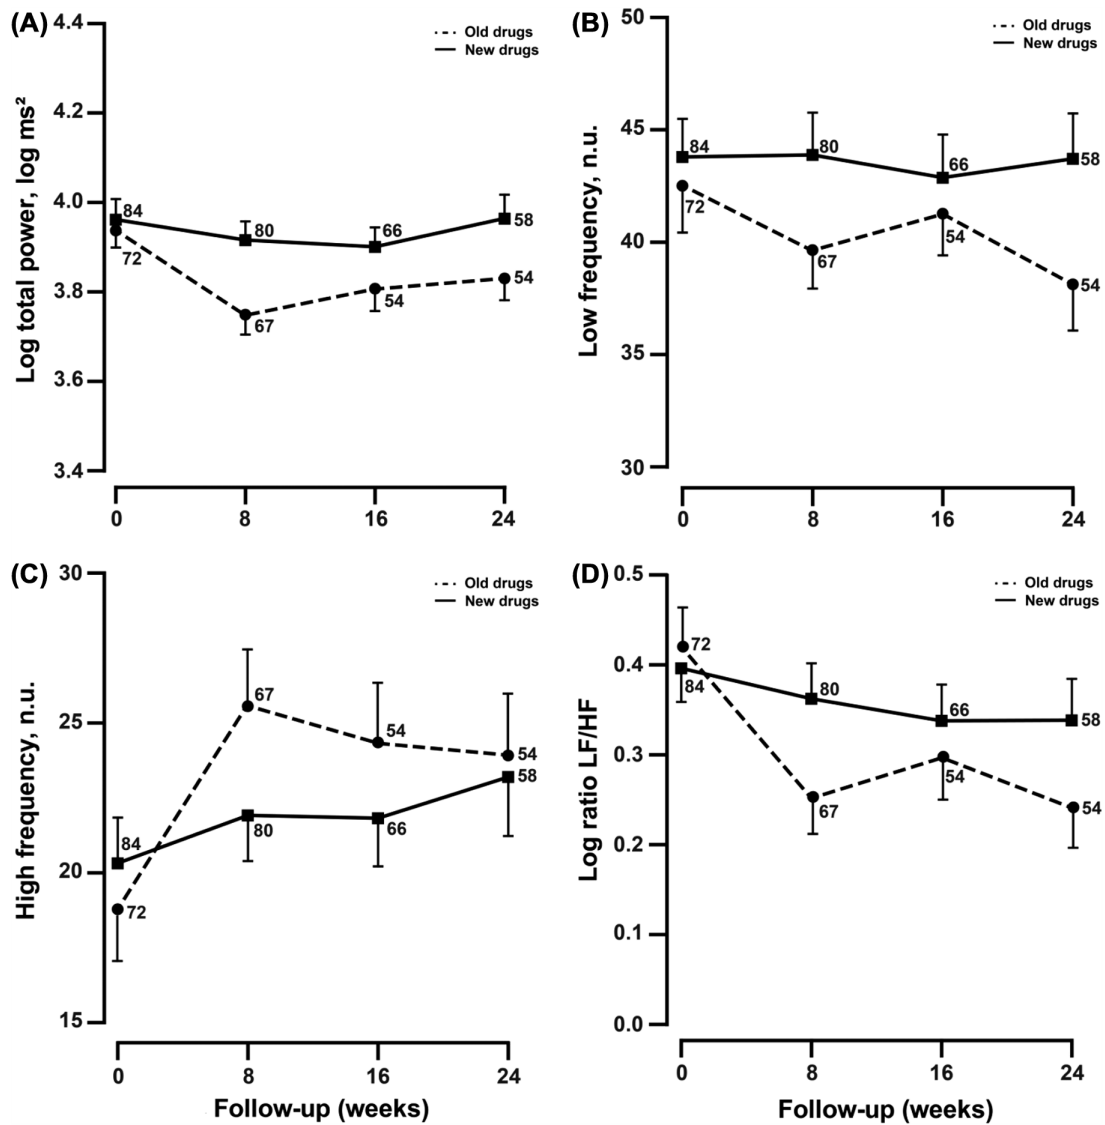 (A)
Log total power, log ms²
4.4
4.2
4.0
3.8
3.6
3.4
Old drugs
New drugs
84
80
66
58
72
67
54
54
0 8 16 24
(B)
Low frequency, n.u.
50
45
40
35
30
Old drugs
New drugs
84
80
66
58
72
67
54
54
0 8 16 24
(C)
High frequency, n.u.
30
25
20
15
Old drugs
New drugs
67
54
54
72
84
80
66
58
0 8 16 24
Follow-up (weeks)
(D)
Log ratio LF/HF
0.5
0.4
0.3
0.2
0.1
0.0
Old drugs
New drugs
72
67
54
54
84
80
66
58
0 8 16 24
Follow-up (weeks)